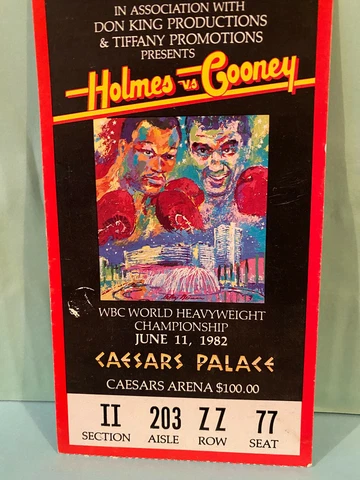 IN ASSOCIATION WITH
DON KING PRODUCTIONS
& TIFFANY PROMOTIONS
PRESENTS
Holmes vs Cooney
WBC WORLD HEAVYWEIGHT
CHAMPIONSHIP
JUNE 11, 1982
CAESARS PALACE
CAESARS ARENA $100.00
II 203 ZZ 77
SECTION AISLE ROW SEAT